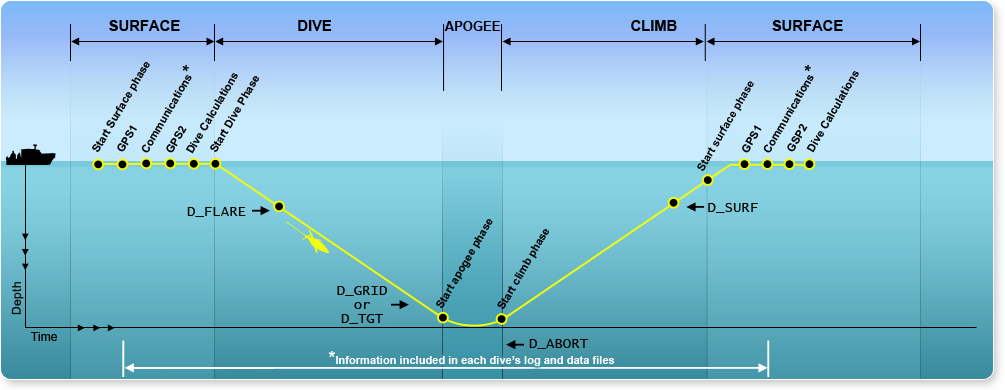 SURFACE
DIVE
APOGEE
CLIMB
SURFACE
Start Surface phase
GPS1
Communications *
GPS2
Dive Calculations
Start Dive Phase
Start surface phase
GPS1
Communications *
GSP2
Dive Calculations
D_FLARE
D_SURF
Start apogee phase
Start climb phase
D_GRID
or
D_TGT
D_ABORT
Depth
Time
*Information included in each dive's log and data files